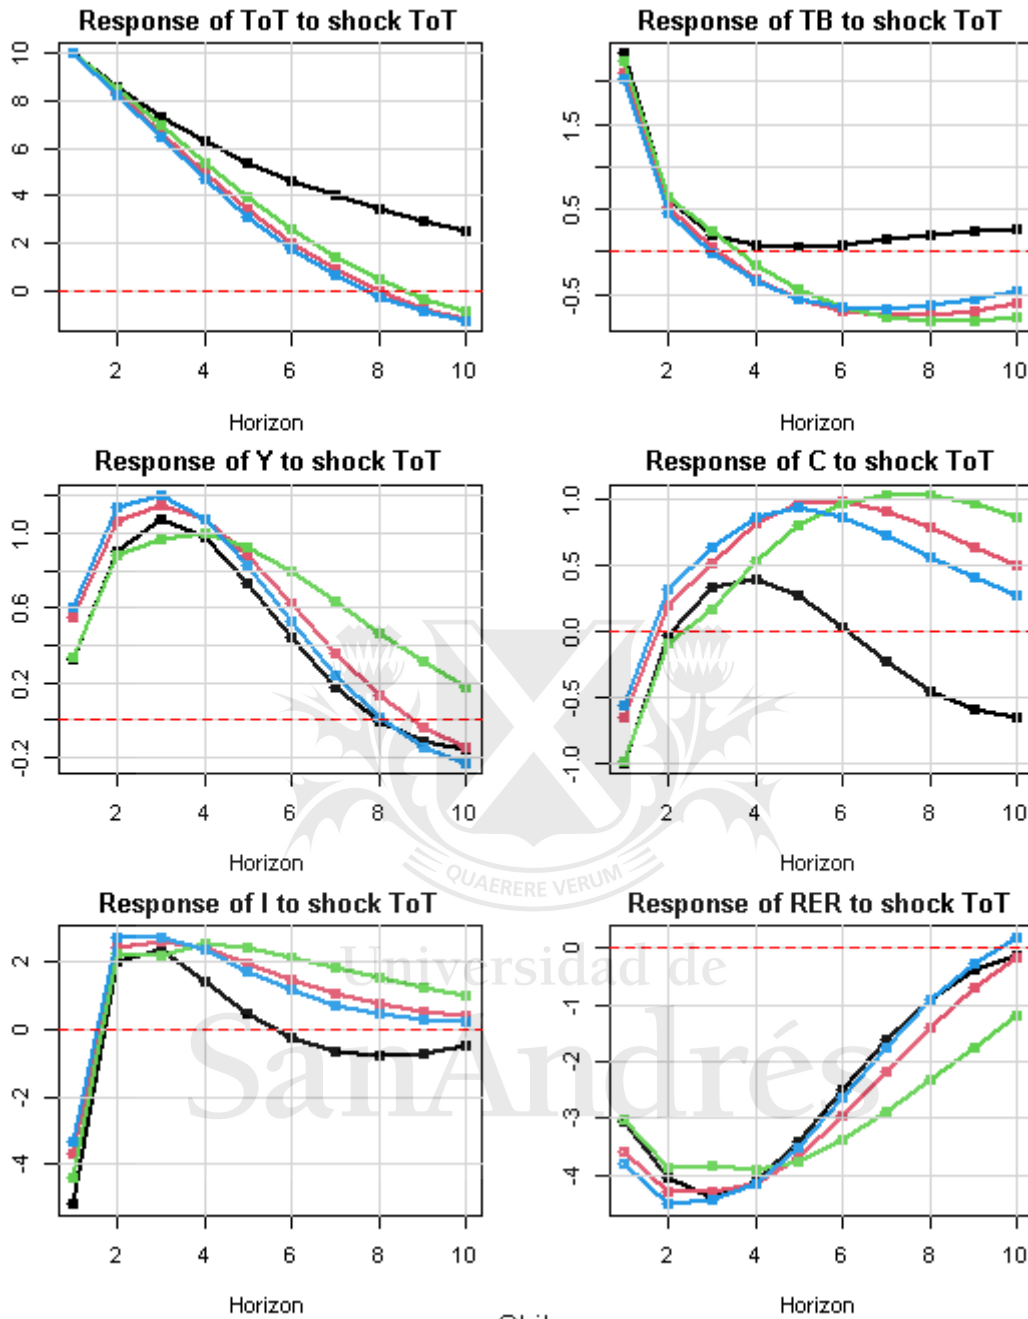 Response of ToT to shock ToT
0 2 4 6 8 10
2 4 6 8 10
Horizon
Response of TB to shock ToT
-0.5 0.5 1.5
2 4 6 8 10
Horizon
Response of Y to shock ToT
-0.2 0.2 0.6 1.0
2 4 6 8 10
Horizon
Response of C to shock ToT
-1.0 -0.5 0.0 0.5 1.0
2 4 6 8 10
Horizon
QUAERERE VERUM
Response of I to shock ToT
-4 -2 0 2
2 4 6 8 10
Horizon
Response of RER to shock ToT
-4 -3 -2 -1 0
2 4 6 8 10
Horizon
Universidad de
SanAndrés